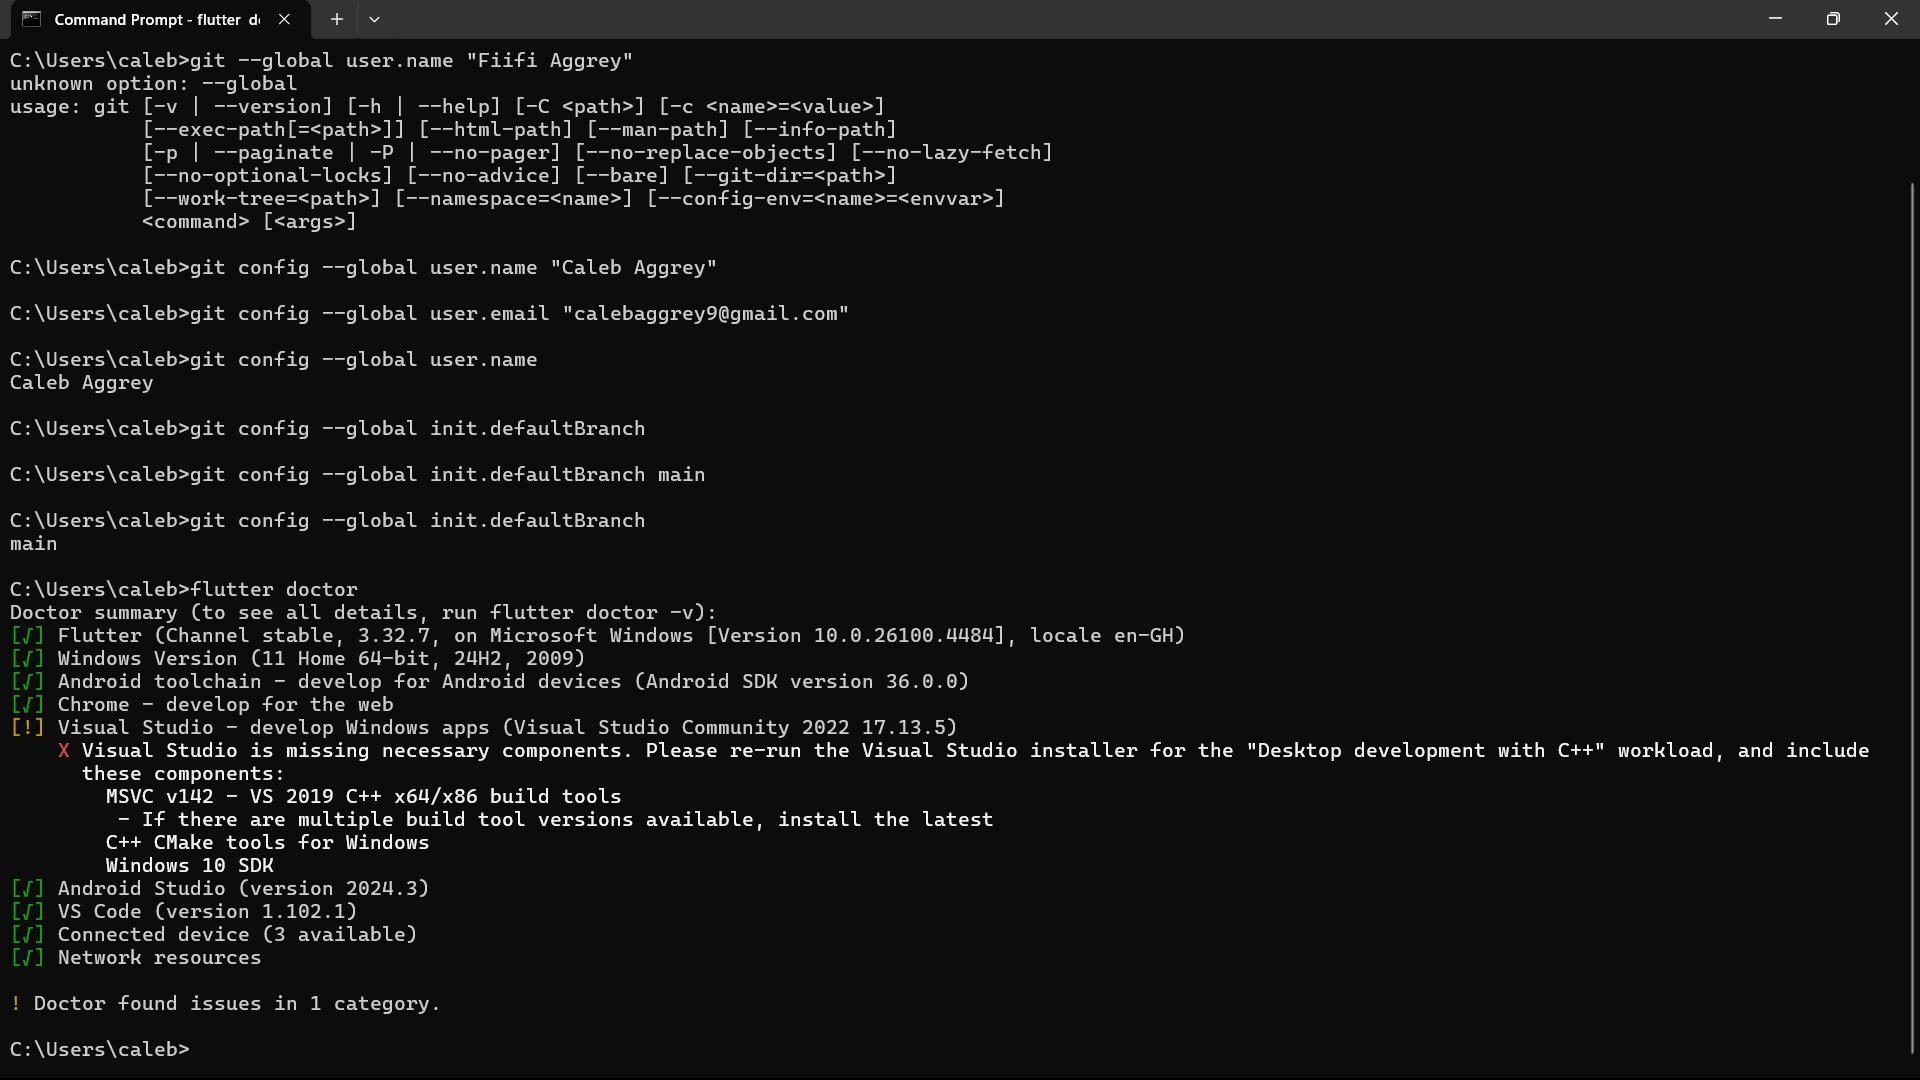 Command Prompt - flutter d
C:\Users\caleb>git --global user.name "Fiifi Aggrey"
unknown option: --global
usage: git [-v | --version] [-h | --help] [-C <path>] [-c <name>=<value>]
           [--exec-path[=<path>]] [--html-path] [--man-path] [--info-path]
           [-p | --paginate | -P | --no-pager] [--no-replace-objects] [--no-lazy-fetch]
           [--no-optional-locks] [--no-advice] [--bare] [--git-dir=<path>]
           [--work-tree=<path>] [--namespace=<name>] [--config-env=<name>=<envvar>]
           <command> [<args>]
C:\Users\caleb>git config --global user.name "Caleb Aggrey"
C:\Users\caleb>git config --global user.email "calebaggrey9@gmail.com"
C:\Users\caleb>git config --global user.name
Caleb Aggrey
C:\Users\caleb>git config --global init.defaultBranch
C:\Users\caleb>git config --global init.defaultBranch main
C:\Users\caleb>git config --global init.defaultBranch
main
C:\Users\caleb>flutter doctor
Doctor summary (to see all details, run flutter doctor -v):
[√] Flutter (Channel stable, 3.32.7, on Microsoft Windows [Version 10.0.26100.4484], locale en-GH)
[√] Windows Version (11 Home 64-bit, 24H2, 2009)
[√] Android toolchain - develop for Android devices (Android SDK version 36.0.0)
[√] Chrome - develop for the web
[!] Visual Studio - develop Windows apps (Visual Studio Community 2022 17.13.5)
    X Visual Studio is missing necessary components. Please re-run the Visual Studio installer for the "Desktop development with C++" workload, and include
      these components:
        MSVC v142 - VS 2019 C++ x64/x86 build tools
         - If there are multiple build tool versions available, install the latest
        C++ CMake tools for Windows
        Windows 10 SDK
[√] Android Studio (version 2024.3)
[√] VS Code (version 1.102.1)
[√] Connected device (3 available)
[√] Network resources
! Doctor found issues in 1 category.
C:\Users\caleb>